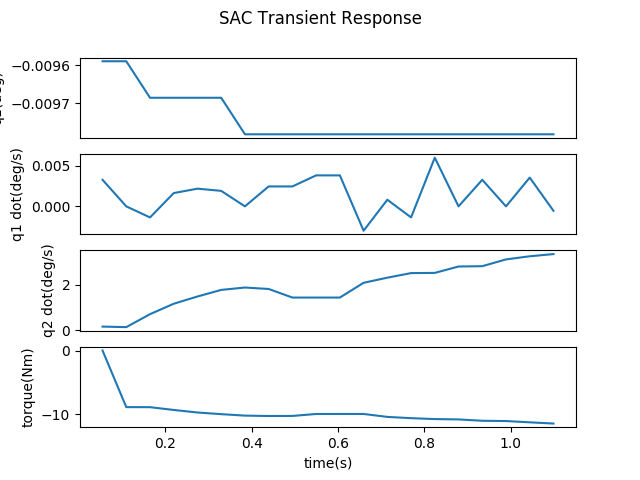 SAC Transient Response
−0.0096
−0.0097
0.005
0.000
q1 dot(deg/s)
2
0
q2 dot(deg/s)
0
−10
torque(Nm)
0.2 0.4 0.6 0.8 1.0
time(s)